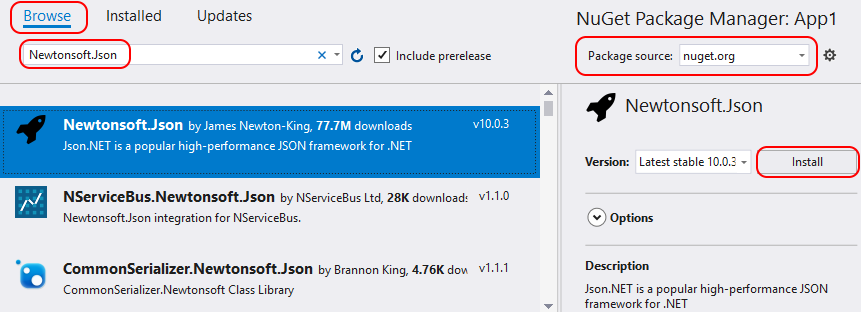 Browse Installed Updates NuGet Package Manager: App1
Newtonsoft.Json Include prerelease Package source: nuget.org
Newtonsoft.Json by James Newton-King, 77.7M downloads v10.0.3
Json.NET is a popular high-performance JSON framework for .NET
NServiceBus.Newtonsoft.Json by NServiceBus Ltd, 28K downloads v1.1.0
Newtonsoft.Json integration for NServiceBus.
CommonSerializer.Newtonsoft.Json by Brannon King, 4.76K dow v1.1.1
CommonSerializer.Newtonsoft Class Library
Newtonsoft.Json
Version: Latest stable 10.0.3 Install
Options
Description
Json.NET is a popular high-performance JSON
framework for .NET